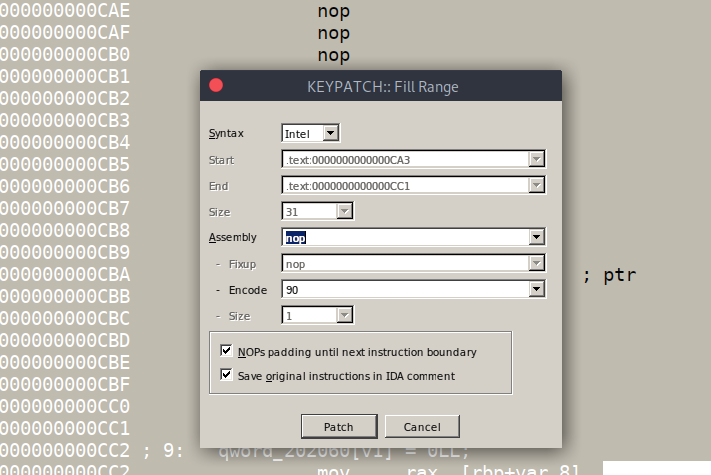 000000000CAE nop
000000000CAF nop
000000000CB0 nop
000000000CB1
000000000CB2
000000000CB3
000000000CB4
000000000CB5
000000000CB6
000000000CB7
000000000CB8
000000000CB9
000000000CBA ; ptr
000000000CBB
000000000CBC
000000000CBD
000000000CBE
000000000CBF
000000000CC0
000000000CC1
000000000CC2 ; 9: qword_202060[v1] = 0LL;
000000000CC2 mov rax, [rbp+var_8]
KEYPATCH:: Fill Range
Syntax Intel
Start .text:0000000000000CA3
End .text:0000000000000CC1
Size 31
Assembly nop
- Fixup nop
- Encode 90
- Size 1
NOPs padding until next instruction boundary
Save original instructions in IDA comment
Patch Cancel